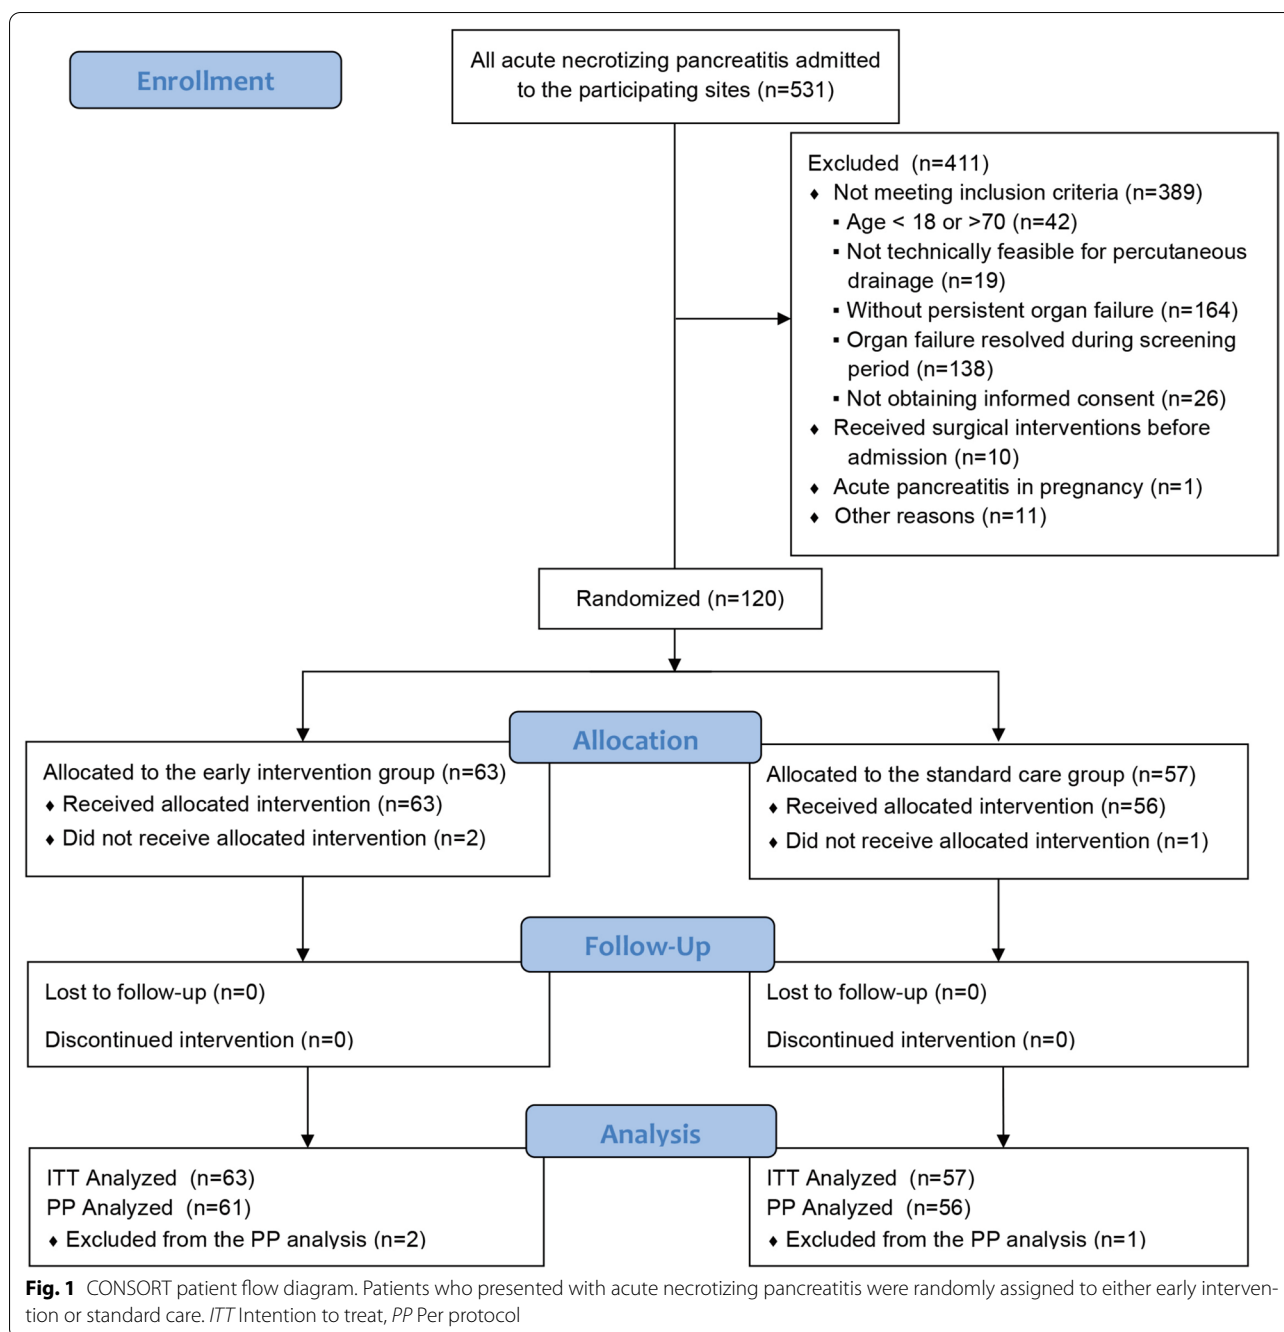 Enrollment
All acute necrotizing pancreatitis admitted
to the participating sites (n=531)
Excluded (n=411)
♦ Not meeting inclusion criteria (n=389)
▪ Age < 18 or >70 (n=42)
▪ Not technically feasible for percutaneous
drainage (n=19)
▪ Without persistent organ failure (n=164)
▪ Organ failure resolved during screening
period (n=138)
▪ Not obtaining informed consent (n=26)
♦ Received surgical interventions before
admission (n=10)
♦ Acute pancreatitis in pregnancy (n=1)
♦ Other reasons (n=11)
Randomized (n=120)
Allocation
Allocated to the early intervention group (n=63)
♦ Received allocated intervention (n=63)
♦ Did not receive allocated intervention (n=2)
Allocated to the standard care group (n=57)
♦ Received allocated intervention (n=56)
♦ Did not receive allocated intervention (n=1)
Follow-Up
Lost to follow-up (n=0)
Discontinued intervention (n=0)
Lost to follow-up (n=0)
Discontinued intervention (n=0)
Analysis
ITT Analyzed (n=63)
PP Analyzed (n=61)
♦ Excluded from the PP analysis (n=2)
ITT Analyzed (n=57)
PP Analyzed (n=56)
♦ Excluded from the PP analysis (n=1)
Fig. 1 CONSORT patient flow diagram. Patients who presented with acute necrotizing pancreatitis were randomly assigned to either early interven-
tion or standard care. ITT Intention to treat, PP Per protocol